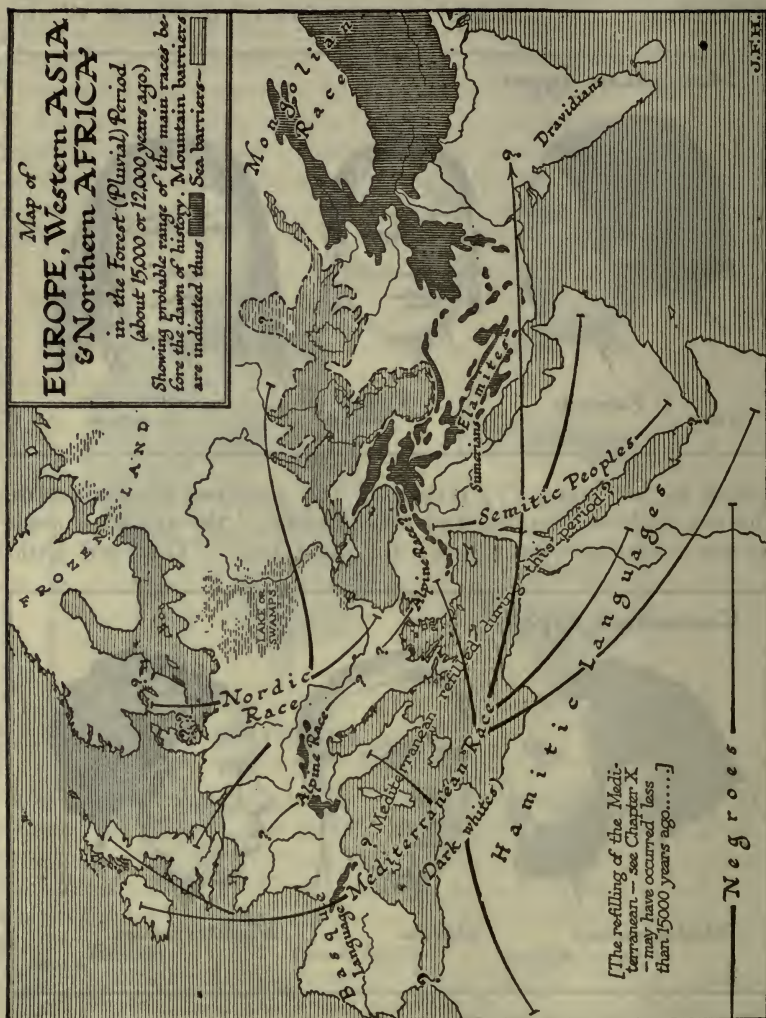 Map of
EUROPE, Western ASIA
& Northern AFRICA
in the Forest (Pluvial) Period
(about 15,000 or 12,000 years ago.)
Showing probable range of the main races be-
fore the dawn of history. Mountain barriers
are indicated thus Sea barriers—
FROZEN LAND
LAKE OR
SWAMPS
?
Mongolian
Race
?
Dravidians
Nordic
Race
?
??
?
?
Alpine Race
?
Alpine Race?
Elamites
Sumerians
Semitic Peoples
Basque
language
?
Mediterranean Race
(Dark whites)
? Mediterranean refilled during this period?
Hamitic Languages
[The refilling of the Medi-
terranean — see Chapter X
— may have occurred less
than 15000 years ago......]
Negroes
J.F.H.